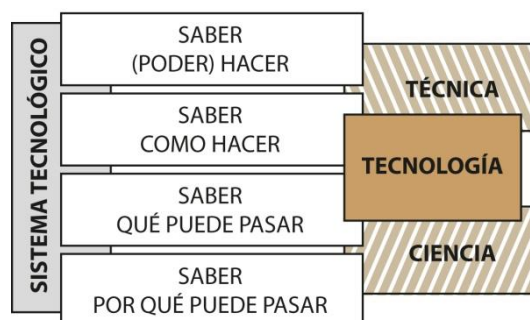 SISTEMA TECNOLÓGICO
SABER
(PODER) HACER
SABER
COMO HACER
SABER
QUÉ PUEDE PASAR
SABER
POR QUÉ PUEDE PASAR
TÉCNICA
TECNOLOGÍA
CIENCIA